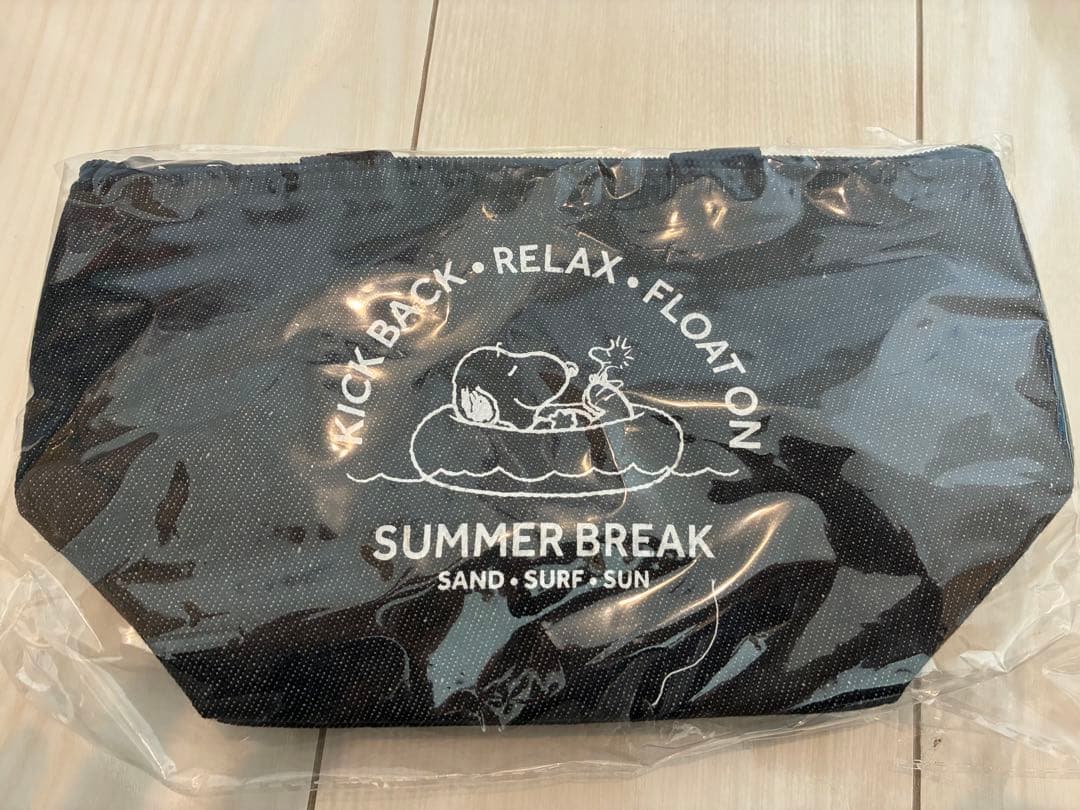 KICK BACK • RELAX • FLOAT ON
SUMMER BREAK
SAND • SURF • SUN